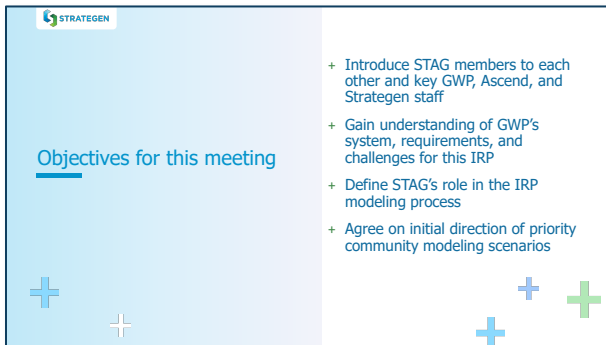 STRATEGEN
Objectives for this meeting
+ Introduce STAG members to each
other and key GWP, Ascend, and
Strategen staff
+ Gain understanding of GWP's
system, requirements, and
challenges for this IRP
+ Define STAG's role in the IRP
modeling process
+ Agree on initial direction of priority
community modeling scenarios